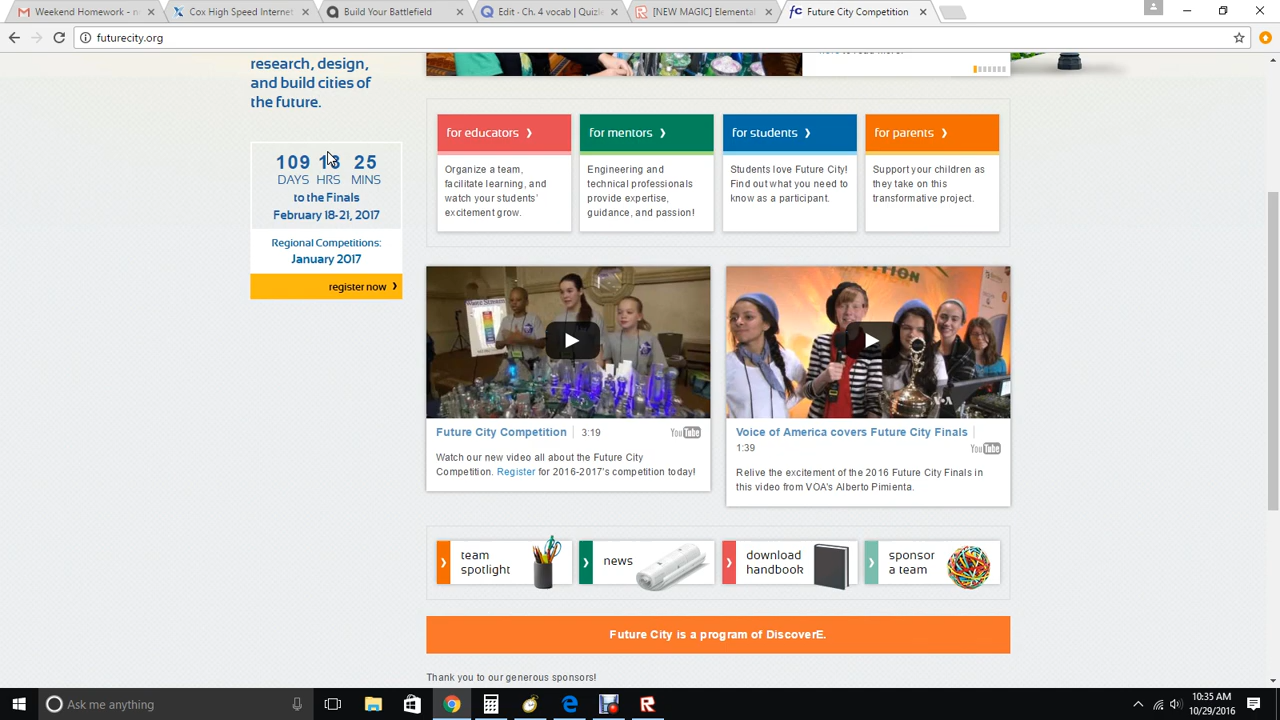 Weekend Homework - n
Cox High Speed Internet
Build Your Battlefield
Edit - Ch. 4 vocab | Quizle
[NEW MAGIC] Elemental
Future City Competition
futurecity.org
research, design,
and build cities of
the future.
109 13 25
DAYS HRS MINS
to the Finals
February 18-21, 2017
Regional Competitions:
January 2017
register now
for educators
Organize a team,
facilitate learning, and
watch your students'
excitement grow.
for mentors
Engineering and
technical professionals
provide expertise,
guidance, and passion!
for students
Students love Future City!
Find out what you need to
know as a participant.
for parents
Support your children as
they take on this
transformative project.
Future City Competition 3:19
YouTube
Watch our new video all about the Future City
Competition. Register for 2016-2017's competition today!
VOA
Voice of America covers Future City Finals
1:39
YouTube
Relive the excitement of the 2016 Future City Finals in
this video from VOA's Alberto Pimienta.
team
spotlight
news
download
handbook
sponsor
a team
Future City is a program of DiscoverE.
Thank you to our generous sponsors!
Ask me anything
10:35 AM
10/29/2016